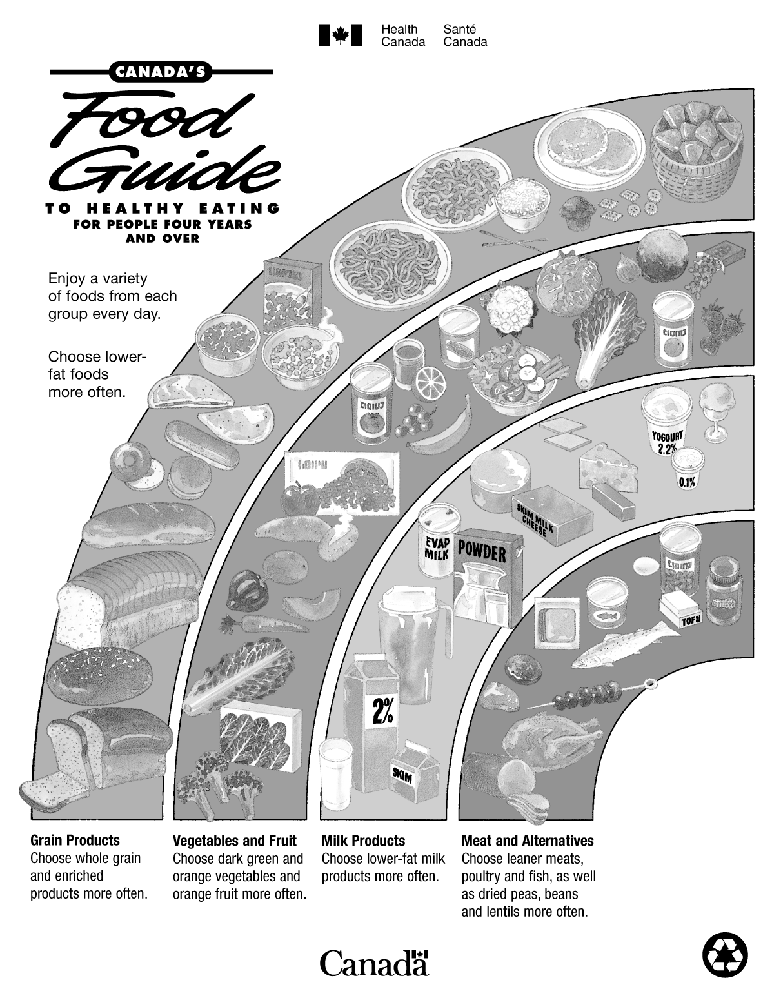 Health Santé
Canada Canada
CANADA'S
Food
Guide
TO HEALTHY EATING
FOR PEOPLE FOUR YEARS
AND OVER
Enjoy a variety
of foods from each
group every day.
Choose lower-
fat foods
more often.
YOGOURT
2.2%
0.1%
SKIM MILK
CHEESE
EVAP
MILK
POWDER
TOFU
2%
SKIM
Grain Products
Choose whole grain
and enriched
products more often.
Vegetables and Fruit
Choose dark green and
orange vegetables and
orange fruit more often.
Milk Products
Choose lower-fat milk
products more often.
Meat and Alternatives
Choose leaner meats,
poultry and fish, as well
as dried peas, beans
and lentils more often.
Canada